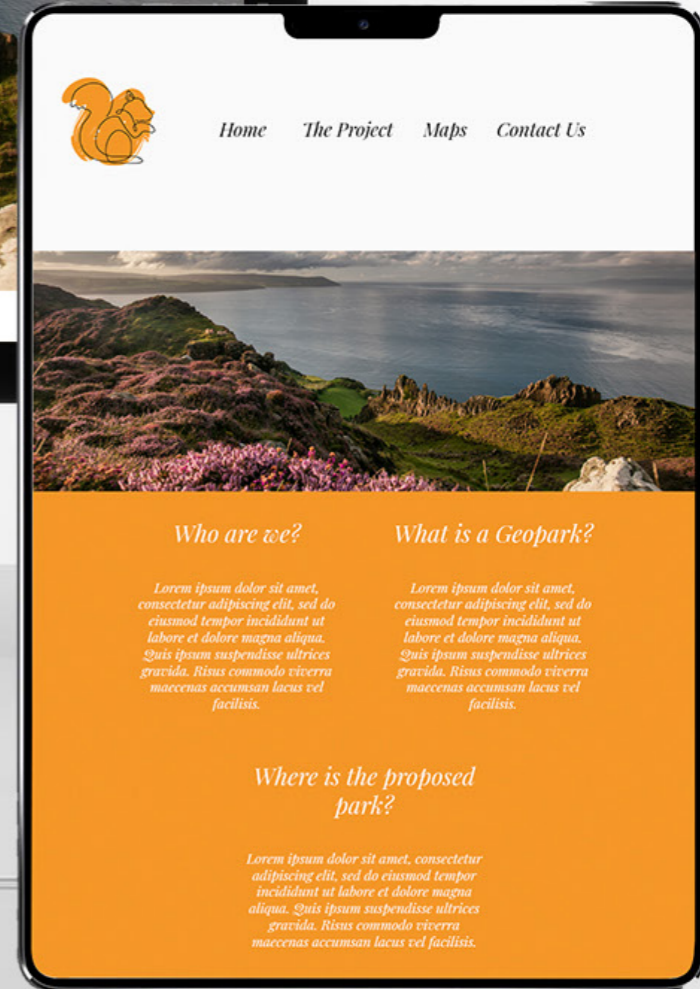 Home The Project Maps Contact Us
Who are we?
Lorem ipsum dolor sit amet,
consectetur adipiscing elit, sed do
eiusmod tempor incididunt ut
labore et dolore magna aliqua.
Quis ipsum suspendisse ultrices
gravida. Risus commodo viverra
maecenas accumsan lacus vel
facilisis.
What is a Geopark?
Lorem ipsum dolor sit amet,
consectetur adipiscing elit, sed do
eiusmod tempor incididunt ut
labore et dolore magna aliqua.
Quis ipsum suspendisse ultrices
gravida. Risus commodo viverra
maecenas accumsan lacus vel
facilisis.
Where is the proposed
park?
Lorem ipsum dolor sit amet, consectetur
adipiscing elit, sed do eiusmod tempor
incididunt ut labore et dolore magna
aliqua. Quis ipsum suspendisse ultrices
gravida. Risus commodo viverra
maecenas accumsan lacus vel facilisis.